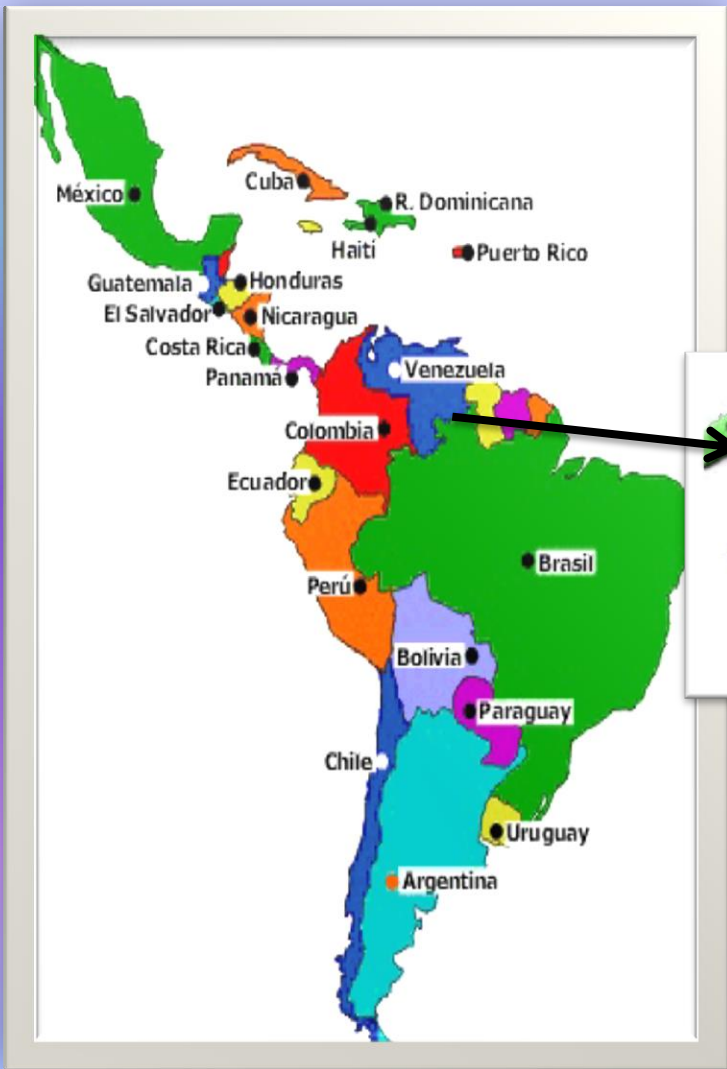 México
Cuba
R. Dominicana
Haití
Puerto Rico
Guatemala
Honduras
El Salvador
Nicaragua
Costa Rica
Panamá
Venezuela
Colombia
Ecuador
Brasil
Perú
Bolivia
Paraguay
Chile
Uruguay
Argentina